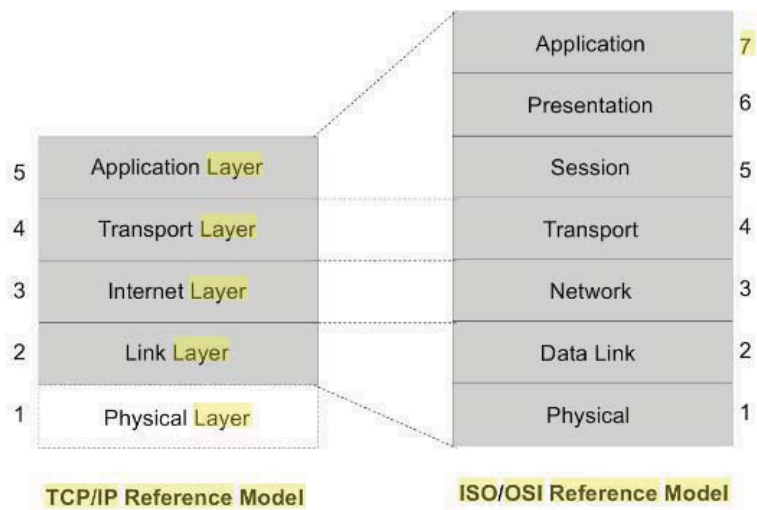 Application 7
Presentation 6
5 Application Layer Session 5
4 Transport Layer Transport 4
3 Internet Layer Network 3
2 Link Layer Data Link 2
1 Physical Layer Physical 1
TCP/IP Reference Model ISO/OSI Reference Model